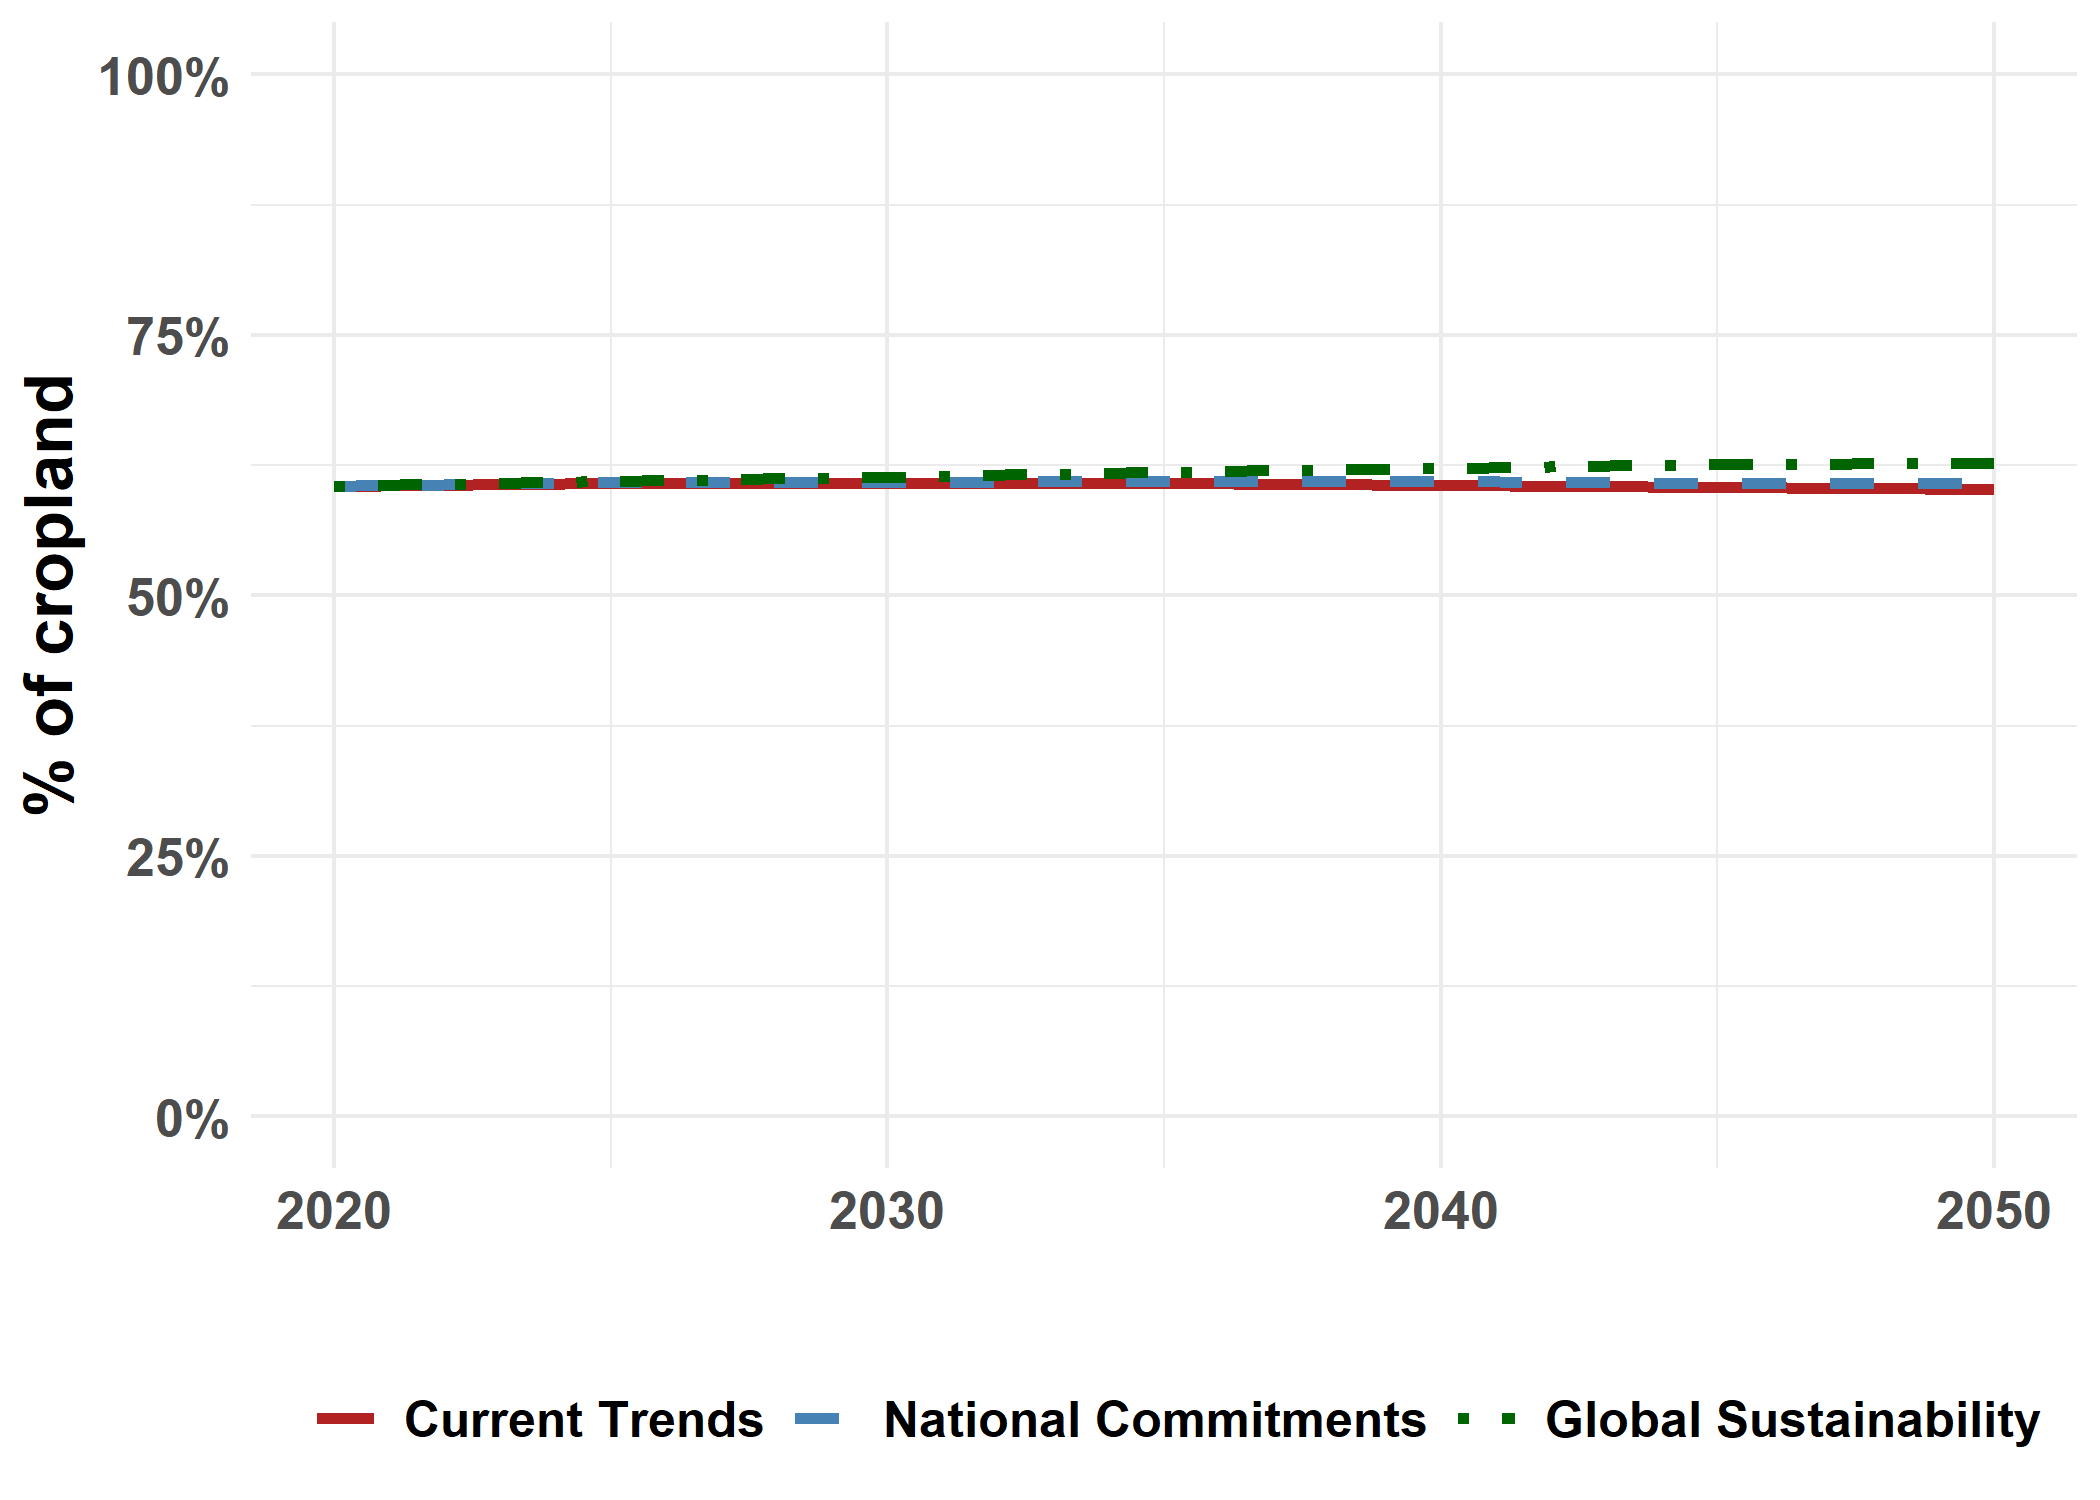 100%
75%
50%
25%
0%
% of cropland
2020 2030 2040 2050
Current Trends National Commitments Global Sustainability